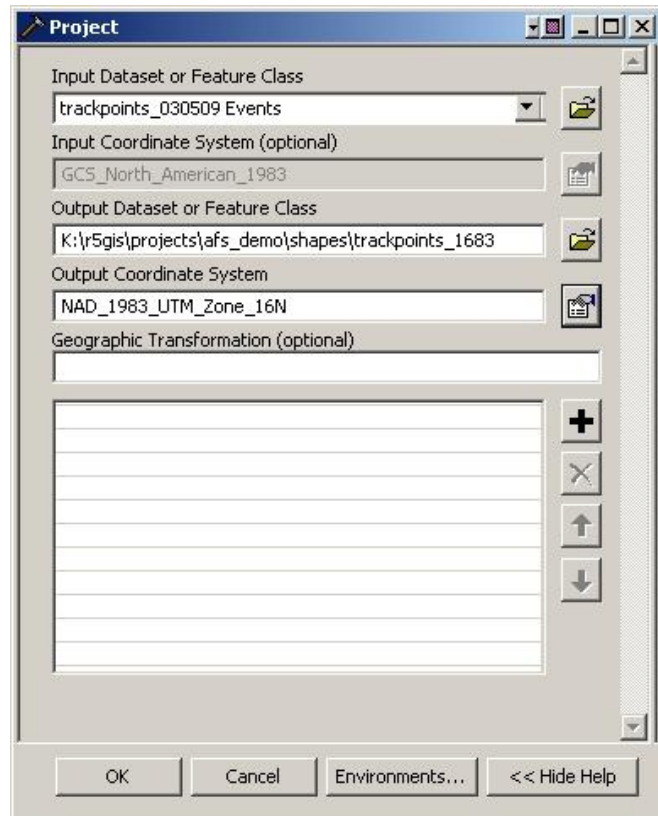 Project
Input Dataset or Feature Class
trackpoints_030509 Events
Input Coordinate System (optional)
GCS_North_American_1983
Output Dataset or Feature Class
K:\r5gis\projects\afs_demo\shapes\trackpoints_1683
Output Coordinate System
NAD_1983_UTM_Zone_16N
Geographic Transformation (optional)
OK Cancel Environments... << Hide Help